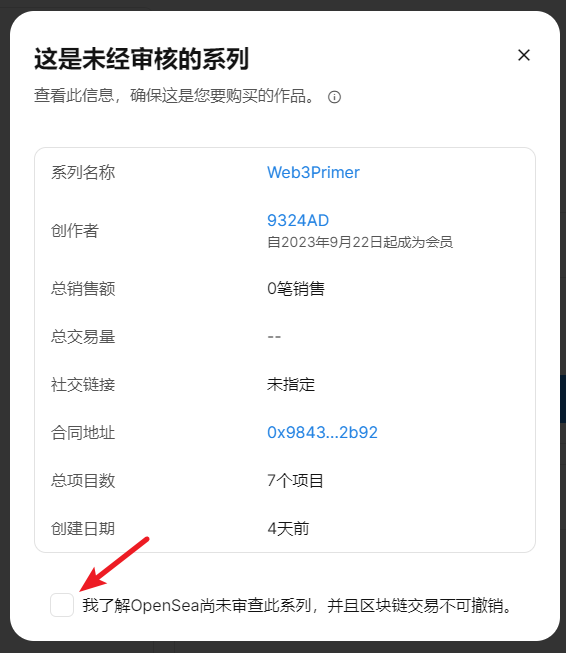 这是未经审核的系列
查看此信息，确保这是您要购买的作品。
系列名称 Web3Primer
创作者 9324AD
自2023年9月22日起成为会员
总销售额 0笔销售
总交易量 --
社交链接 未指定
合同地址 0x9843...2b92
总项目数 7个项目
创建日期 4天前
我了解OpenSea尚未审查此系列，并且区块链交易不可撤销。